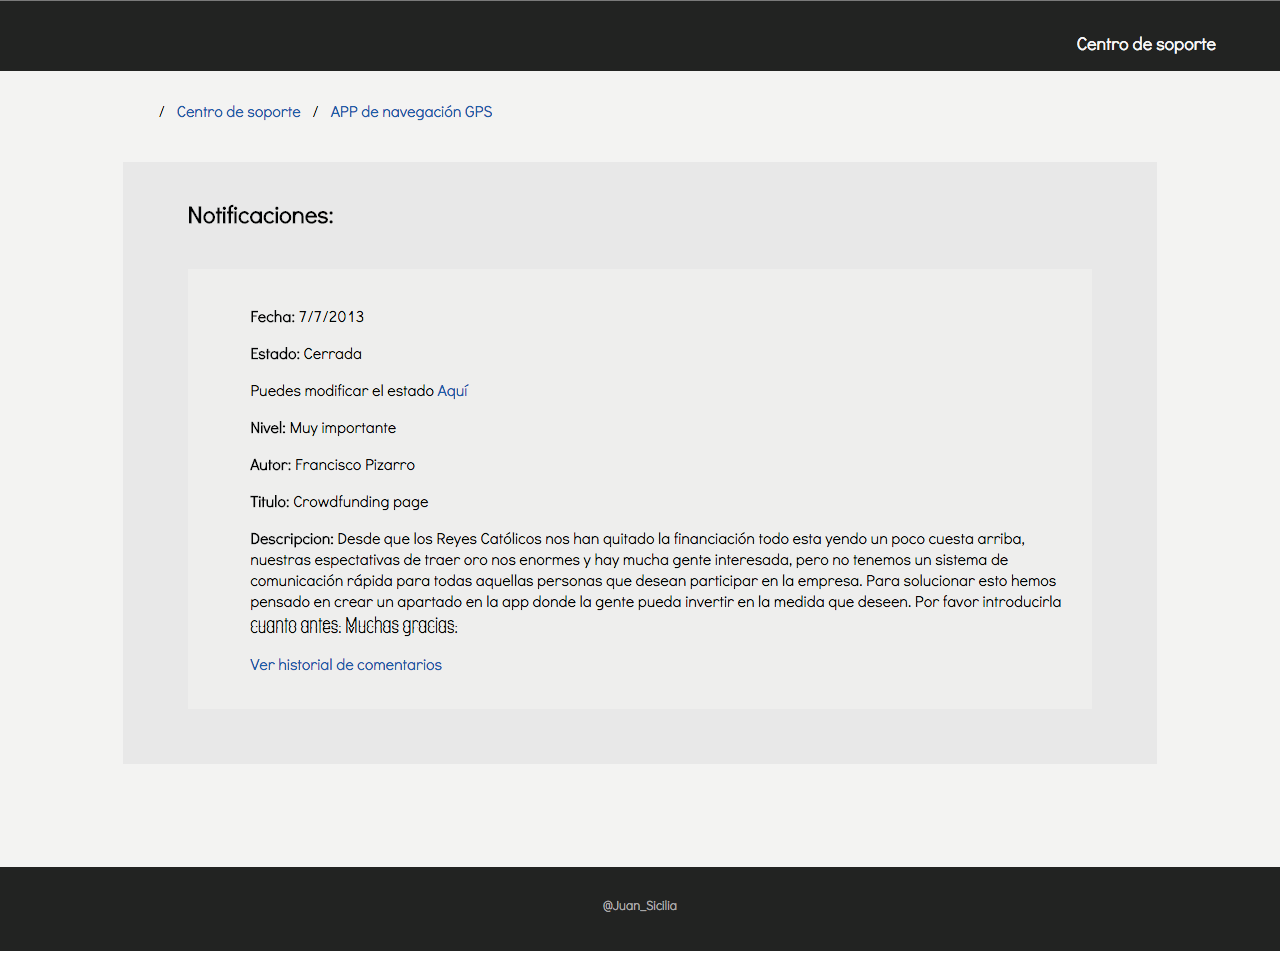 Centro de soporte
/ Centro de soporte / APP de navegación GPS
Notificaciones:
Fecha: 7/7/2013
Estado: Cerrada
Puedes modificar el estado Aquí
Nivel: Muy importante
Autor: Francisco Pizarro
Titulo: Crowdfunding page
Descripcion: Desde que los Reyes Católicos nos han quitado la financiación todo esta yendo un poco cuesta arriba,
nuestras espectativas de traer oro nos enormes y hay mucha gente interesada, pero no tenemos un sistema de
comunicación rápida para todas aquellas personas que desean participar en la empresa. Para solucionar esto hemos
pensado en crear un apartado en la app donde la gente pueda invertir en la medida que deseen. Por favor introducirla
cuanto antes. Muchas gracias.
Ver historial de comentarios
@Juan_Sicilia